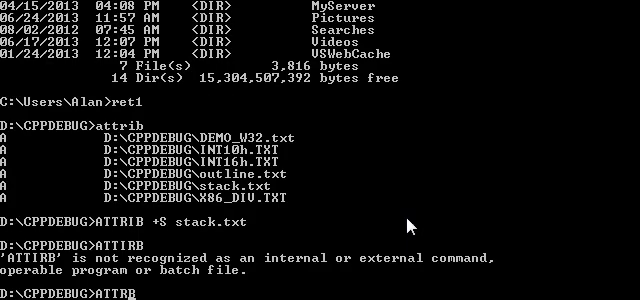 04/15/2013  04:08 PM    <DIR>          MyServer
06/24/2013  11:57 AM    <DIR>          Pictures
08/02/2012  07:45 AM    <DIR>          Searches
06/17/2013  12:07 PM    <DIR>          Videos
01/24/2013  12:04 PM    <DIR>          VSWebCache
7 File(s)          3,816 bytes
14 Dir(s)  15,304,507,392 bytes free
C:\Users\Alan>ret1
D:\CPPDEBUG>attrib
A            D:\CPPDEBUG\DEMO_W32.txt
A            D:\CPPDEBUG\INT10h.TXT
A            D:\CPPDEBUG\INT16h.TXT
A            D:\CPPDEBUG\outline.txt
A            D:\CPPDEBUG\stack.txt
A            D:\CPPDEBUG\X86_DIV.TXT
D:\CPPDEBUG>ATTRIB +S stack.txt
D:\CPPDEBUG>ATTIRB
'ATTIRB' is not recognized as an internal or external command,
operable program or batch file.
D:\CPPDEBUG>ATTRB